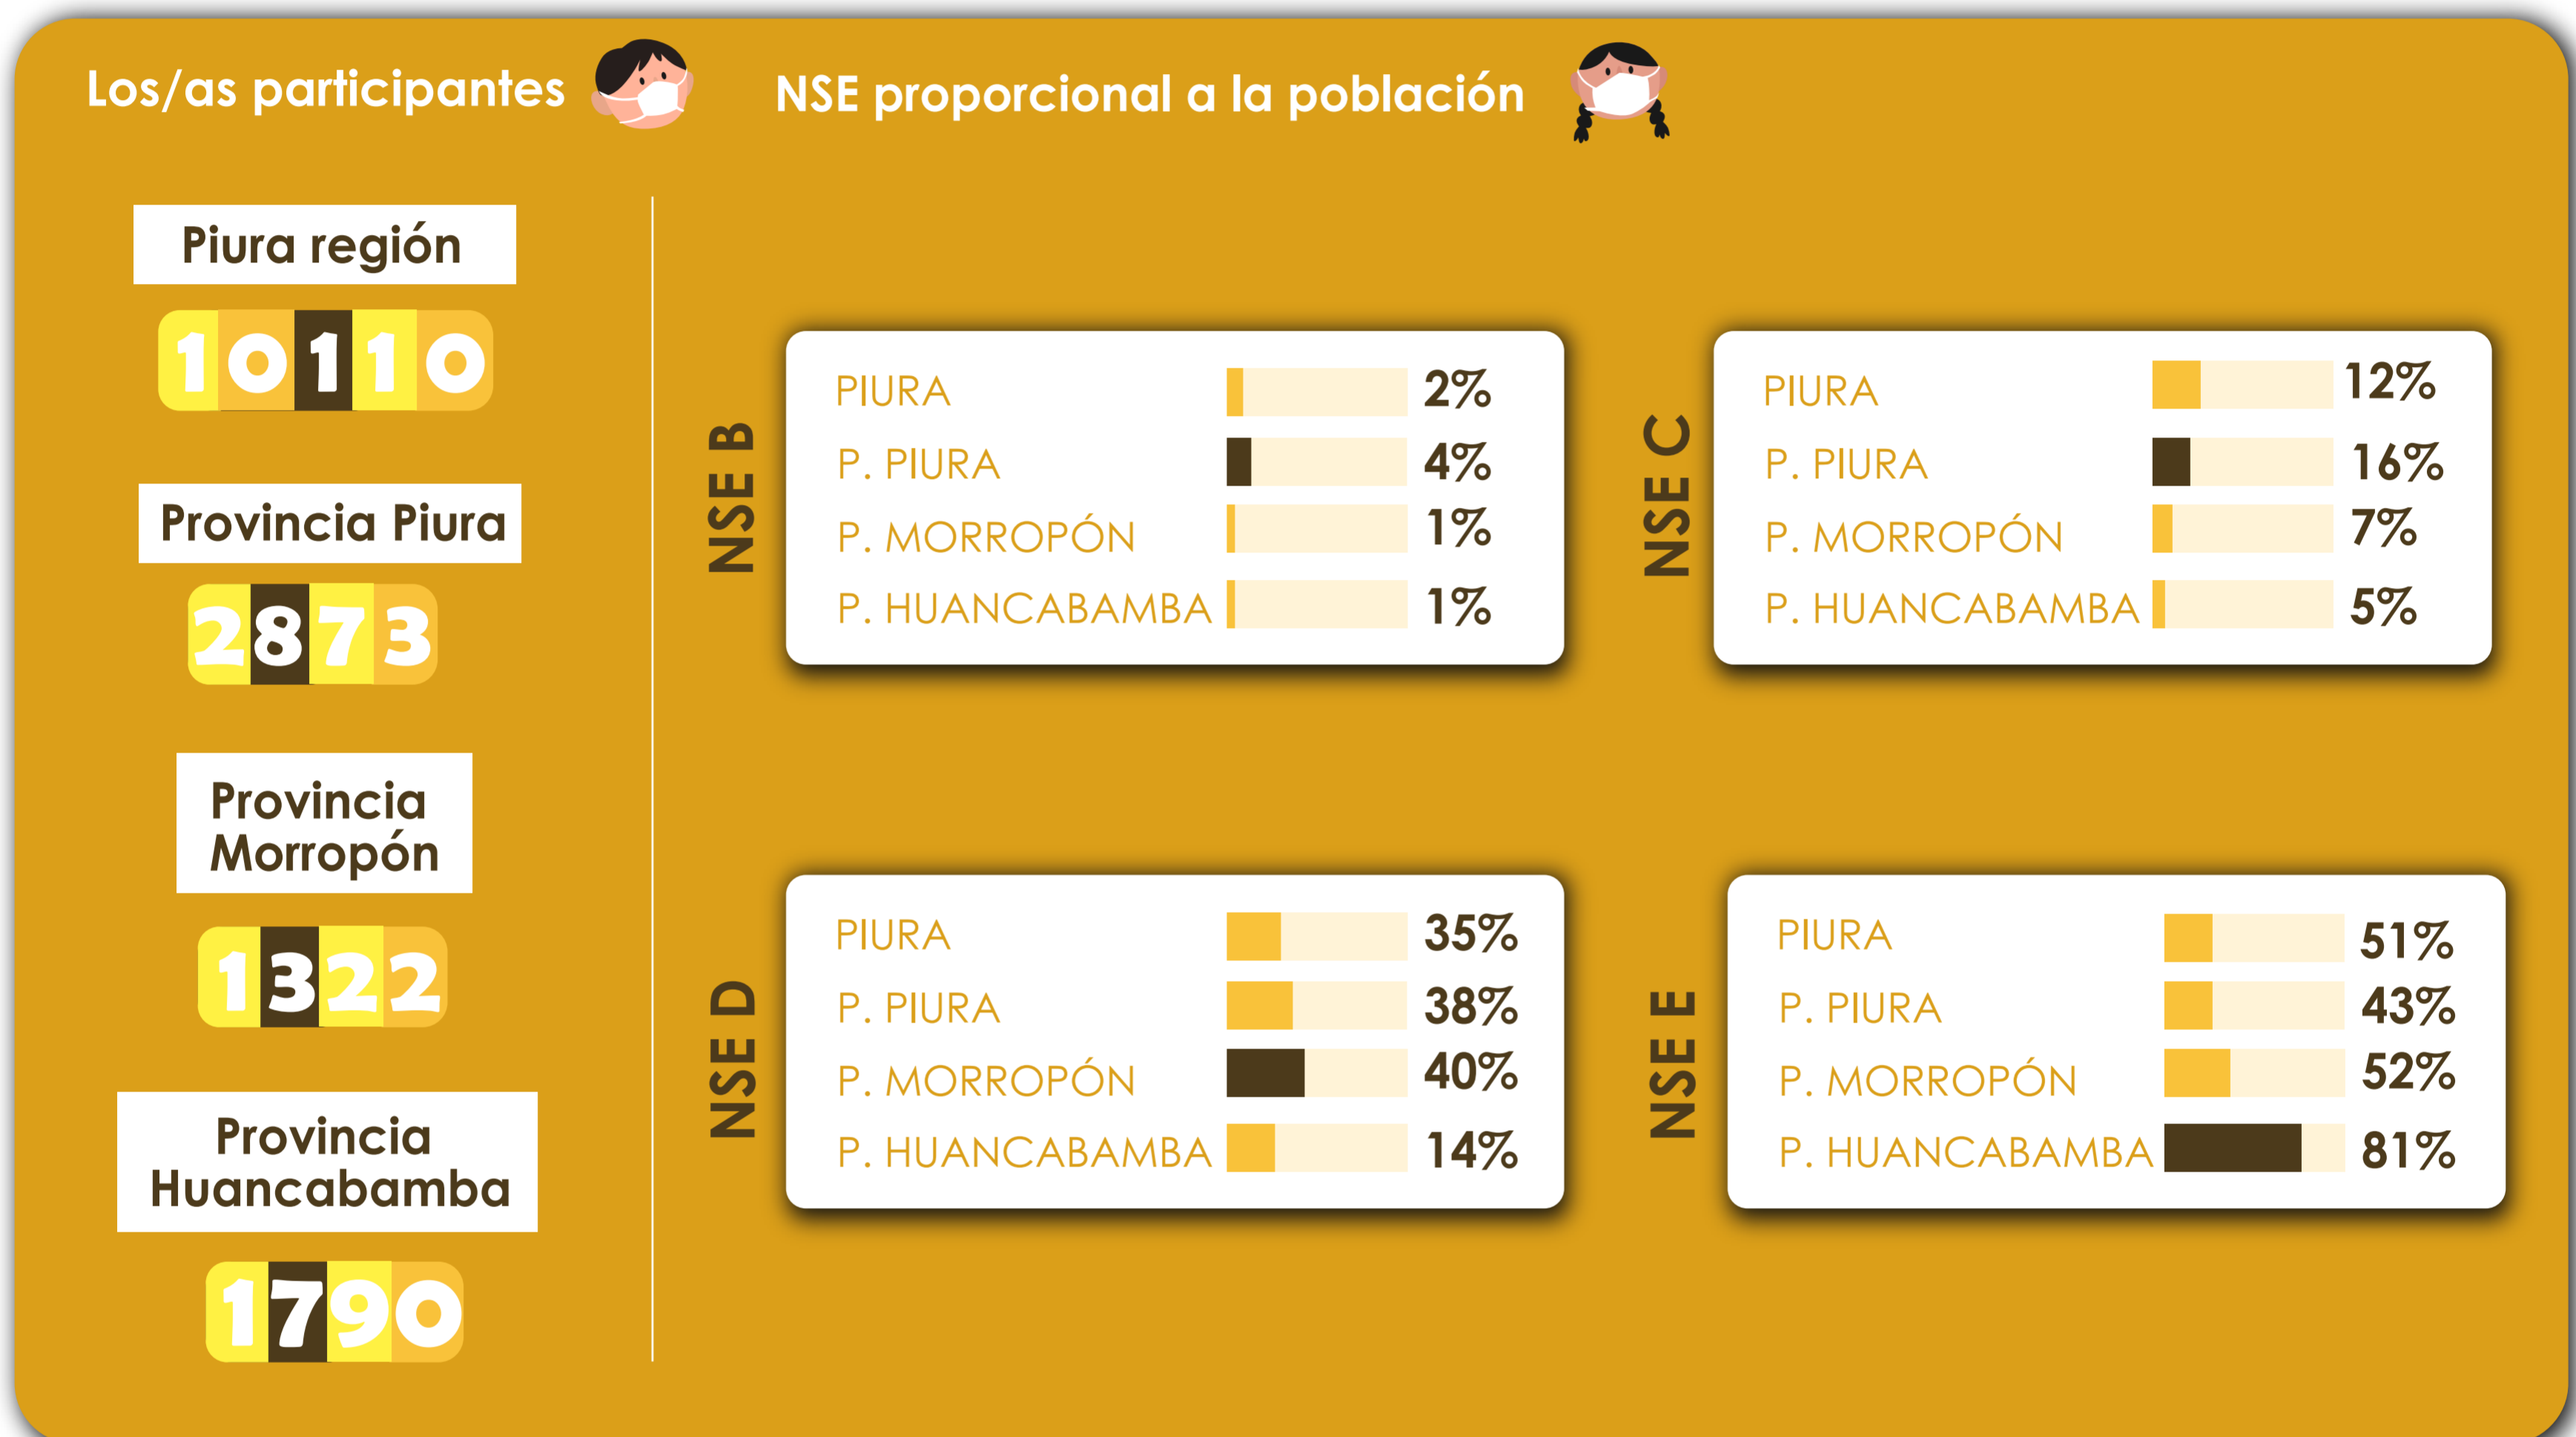 Los/as participantes
NSE proporcional a la población
Piura región
10110
Provincia Piura
2873
Provincia
Morropón
1322
Provincia
Huancabamba
1790
NSE B
PIURA 2%
P. PIURA 4%
P. MORROPÓN 1%
P. HUANCABAMBA 1%
NSE C
PIURA 12%
P. PIURA 16%
P. MORROPÓN 7%
P. HUANCABAMBA 5%
NSE D
PIURA 35%
P. PIURA 38%
P. MORROPÓN 40%
P. HUANCABAMBA 14%
NSE E
PIURA 51%
P. PIURA 43%
P. MORROPÓN 52%
P. HUANCABAMBA 81%